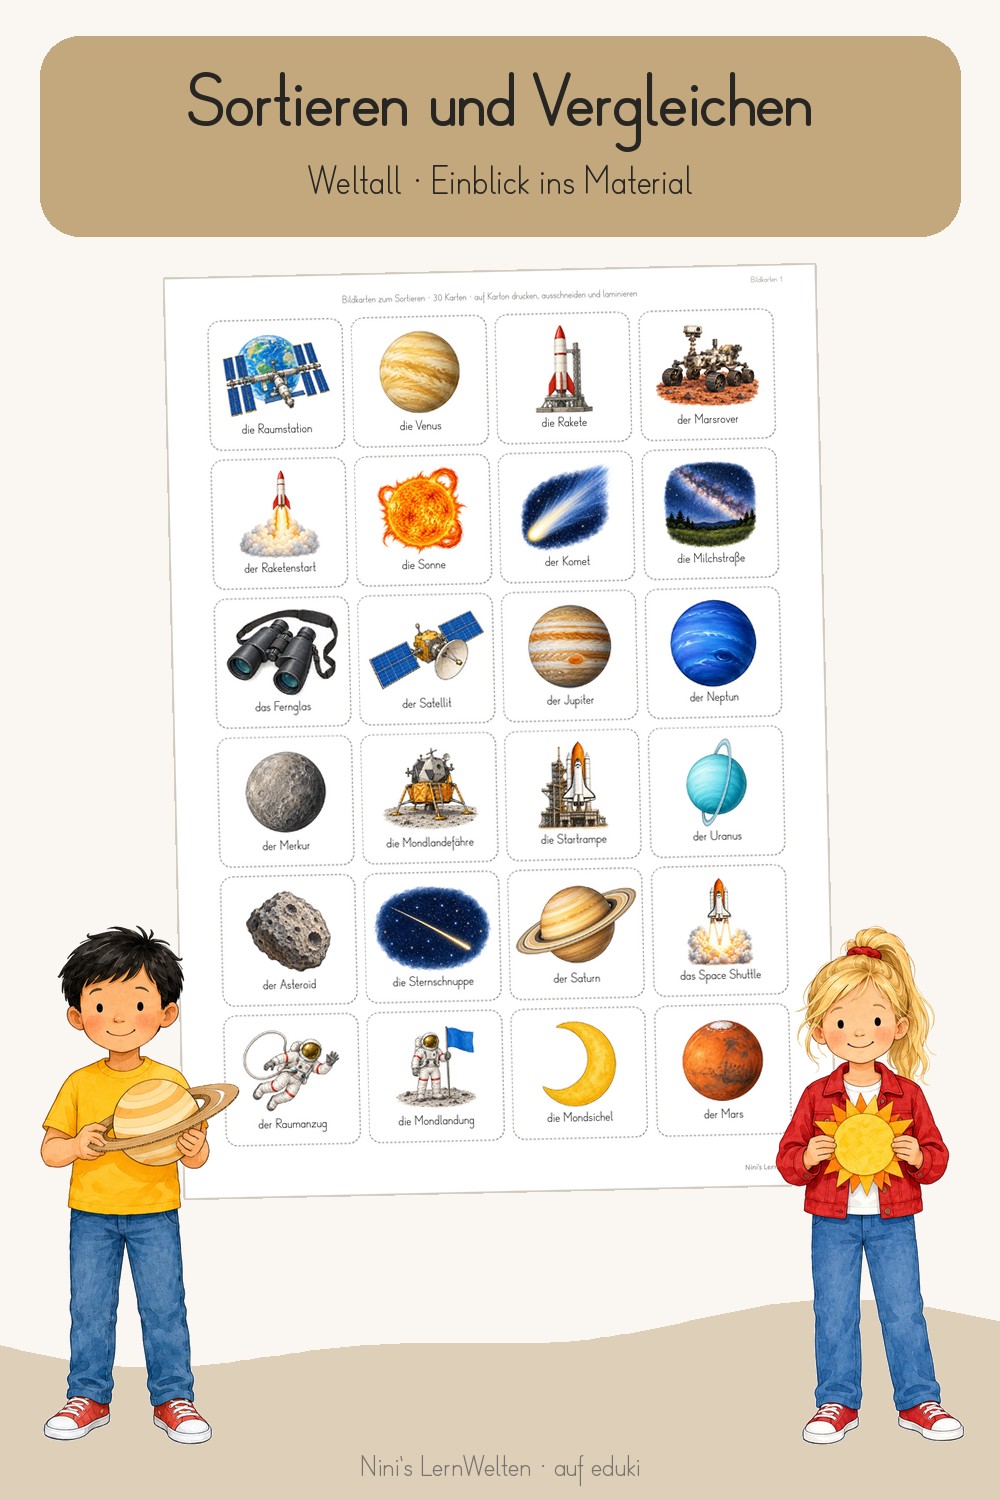 Sortieren und Vergleichen
Weltall · Einblick ins Material
Bildkarten 1
Bildkarten zum Sortieren · 30 Karten · auf Karton drucken, ausschneiden und laminieren
die Raumstation
die Venus
die Rakete
der Marsrover
der Raketenstart
die Sonne
der Komet
die Milchstraße
das Fernglas
der Satellit
der Jupiter
der Neptun
der Merkur
die Mondlandefähre
die Startrampe
der Uranus
der Asteroid
die Sternschnuppe
der Saturn
das Space Shuttle
der Raumanzug
die Mondlandung
die Mondsichel
der Mars
Nini's
Nini's LernWelten · auf eduki